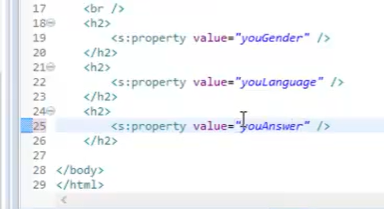 17 <br />
18 <h2>
19 <s:property value="youGender" />
20 </h2>
21 <h2>
22 <s:property value="youLanguage" />
23 </h2>
24 <h2>
25 <s:property value="youAnswer" />
26 </h2>
27
28 </body>
29 </html>